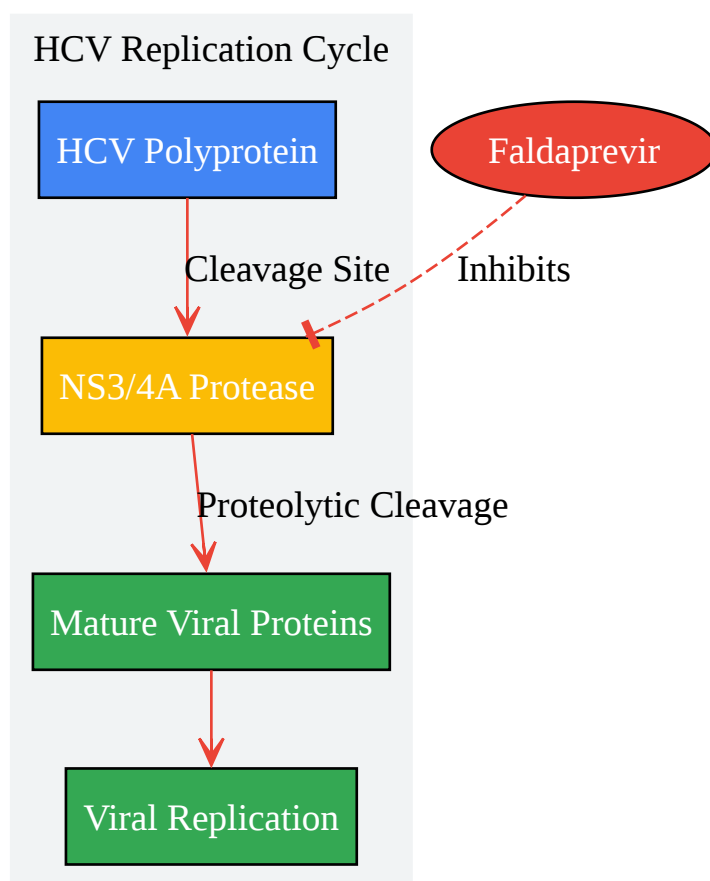 HCV Replication Cycle
HCV Polyprotein
Faldaprevir
Cleavage Site
Inhibits
NS3/4A Protease
Proteolytic Cleavage
Mature Viral Proteins
Viral Replication